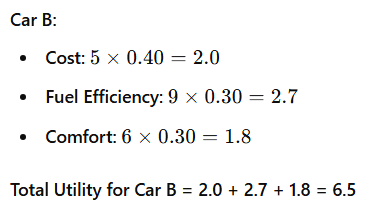 Car B:
• Cost: 5 × 0.40 = 2.0
• Fuel Efficiency: 9 × 0.30 = 2.7
• Comfort: 6 × 0.30 = 1.8
Total Utility for Car B = 2.0 + 2.7 + 1.8 = 6.5